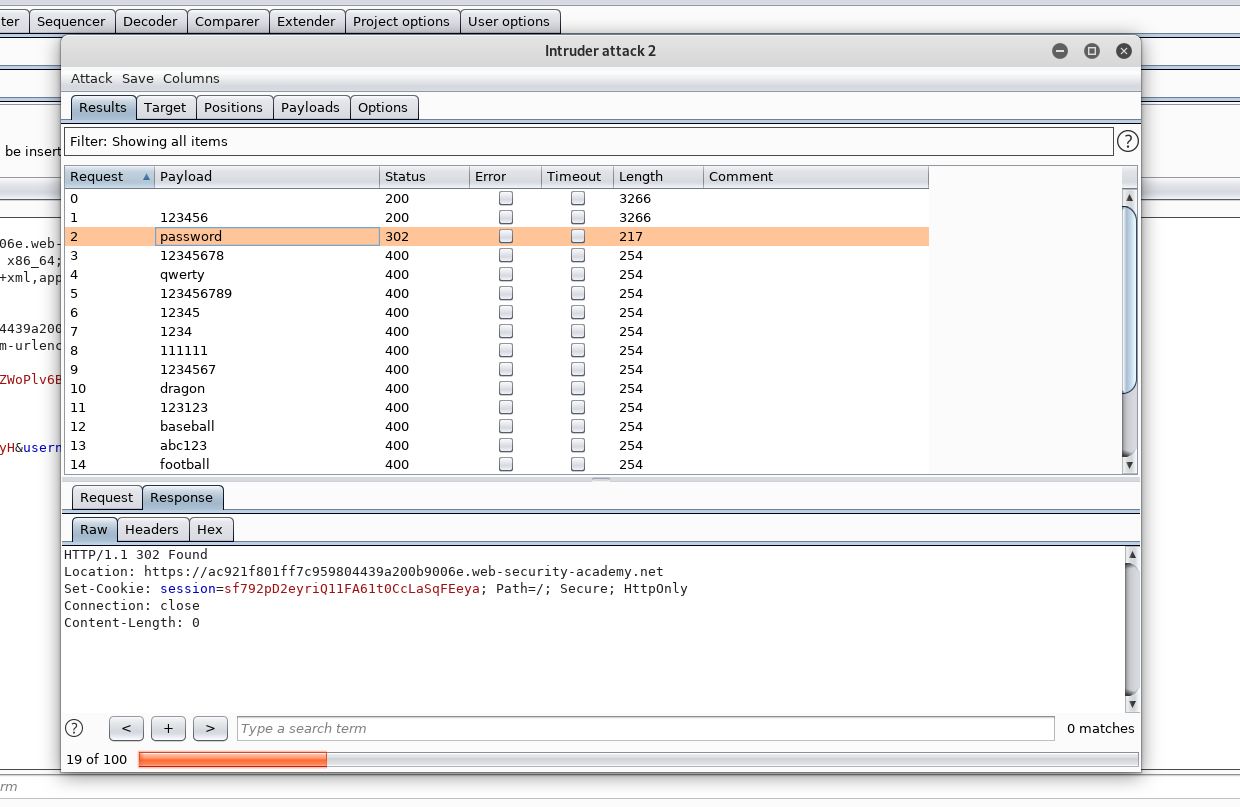 ter Sequencer Decoder Comparer Extender Project options User options
Intruder attack 2
Attack Save Columns
Results Target Positions Payloads Options
Filter: Showing all items ?
be insert
Request Payload Status Error Timeout Length Comment
0 200 3266
1 123456 200 3266
2 password 302 217
06e.web-
3 12345678 400 254
x86_64;
4 qwerty 400 254
+xml,app
5 123456789 400 254
6 12345 400 254
7 1234 400 254
4439a200
8 111111 400 254
m-urlenc
9 1234567 400 254
ZWoPlv6B
10 dragon 400 254
11 123123 400 254
12 baseball 400 254
13 abc123 400 254
yH&usern
14 football 400 254
Request Response
Raw Headers Hex
HTTP/1.1 302 Found
Location: https://ac921f801ff7c959804439a200b9006e.web-security-academy.net
Set-Cookie: session=sf792pD2eyriQ11FA61t0CcLaSqFEeya; Path=/; Secure; HttpOnly
Connection: close
Content-Length: 0
? < + > Type a search term 0 matches
19 of 100
rm